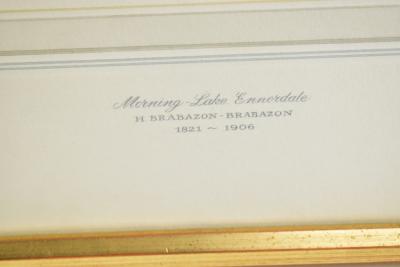 Morning - Lake Ennerdale
H BRABAZON - BRABAZON
1821 ~ 1906